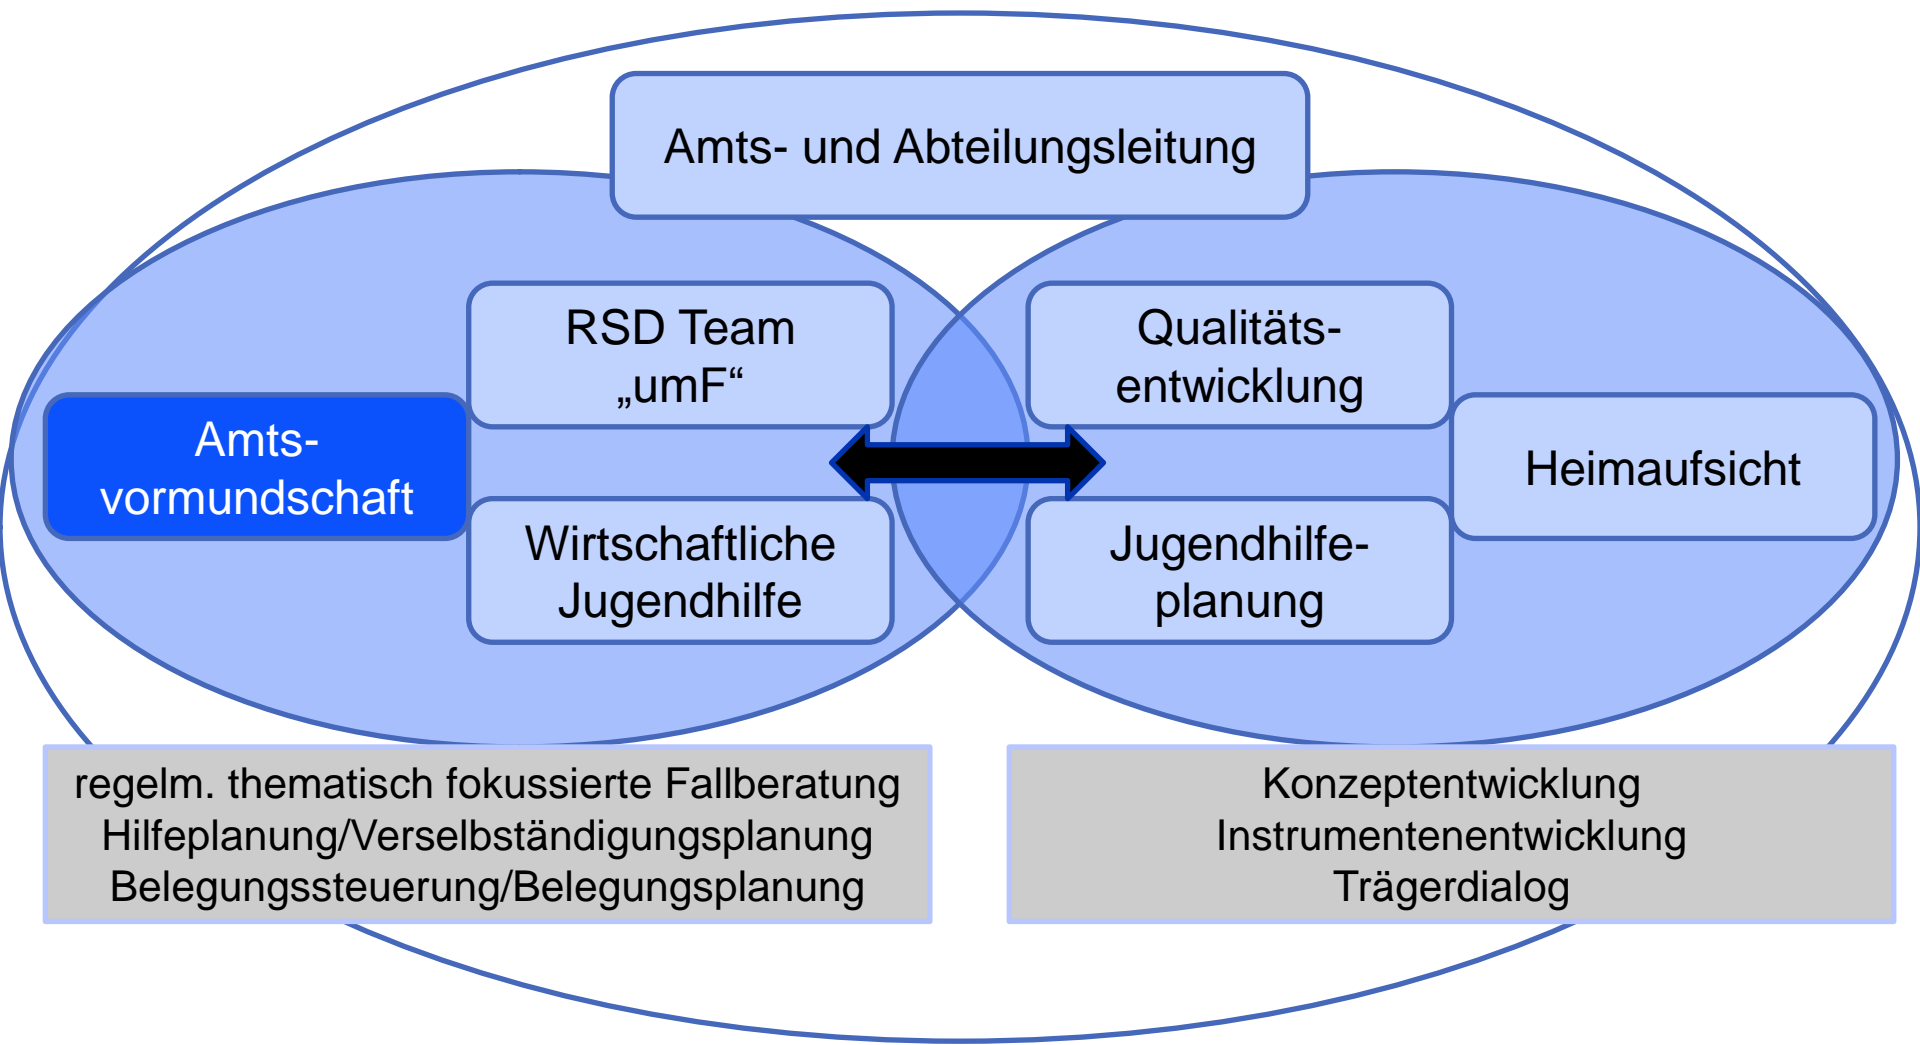 Amts- und Abteilungsleitung
RSD Team
„umF“
Qualitäts-
entwicklung
Amts-
vormundschaft
Heimaufsicht
Wirtschaftliche
Jugendhilfe
Jugendhilfe-
planung
regelm. thematisch fokussierte Fallberatung
Hilfeplanung/Verselbständigungsplanung
Belegungssteuerung/Belegungsplanung
Konzeptentwicklung
Instrumentenentwicklung
Trägerdialog